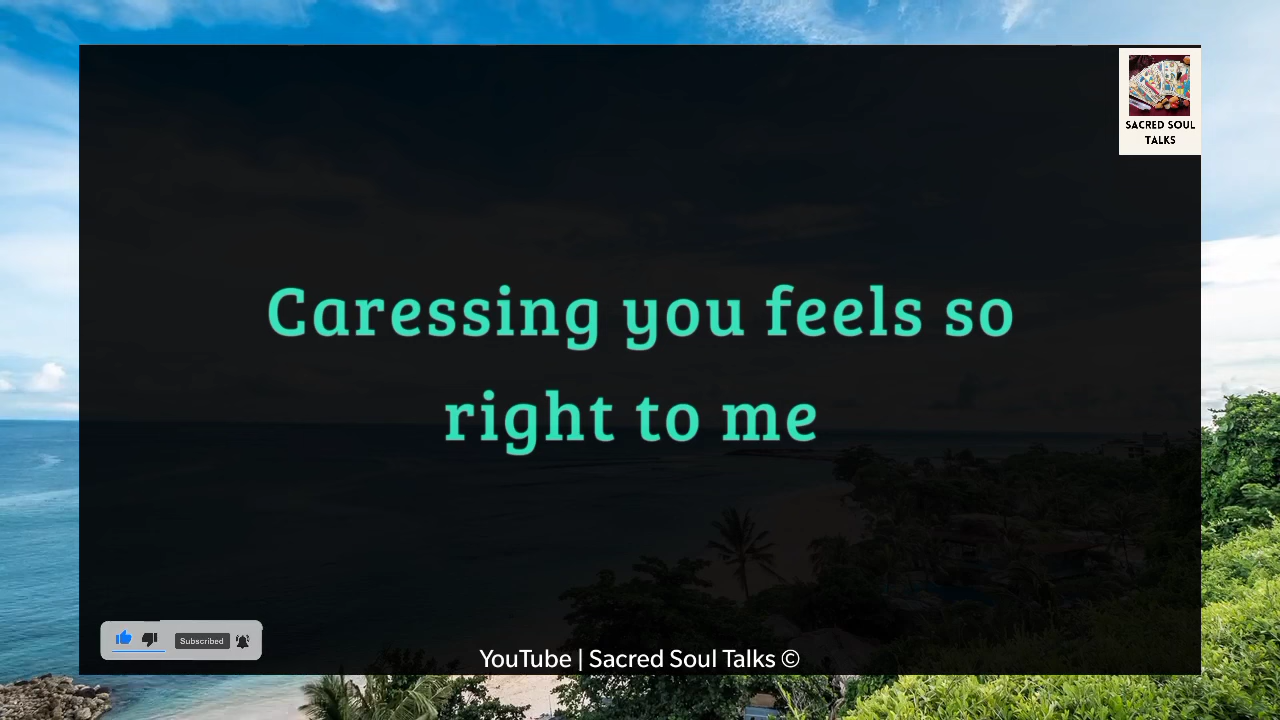 SACRED SOUL
TALKS
Caressing you feels so
right to me
Subscribed
YouTube | Sacred Soul Talks ©